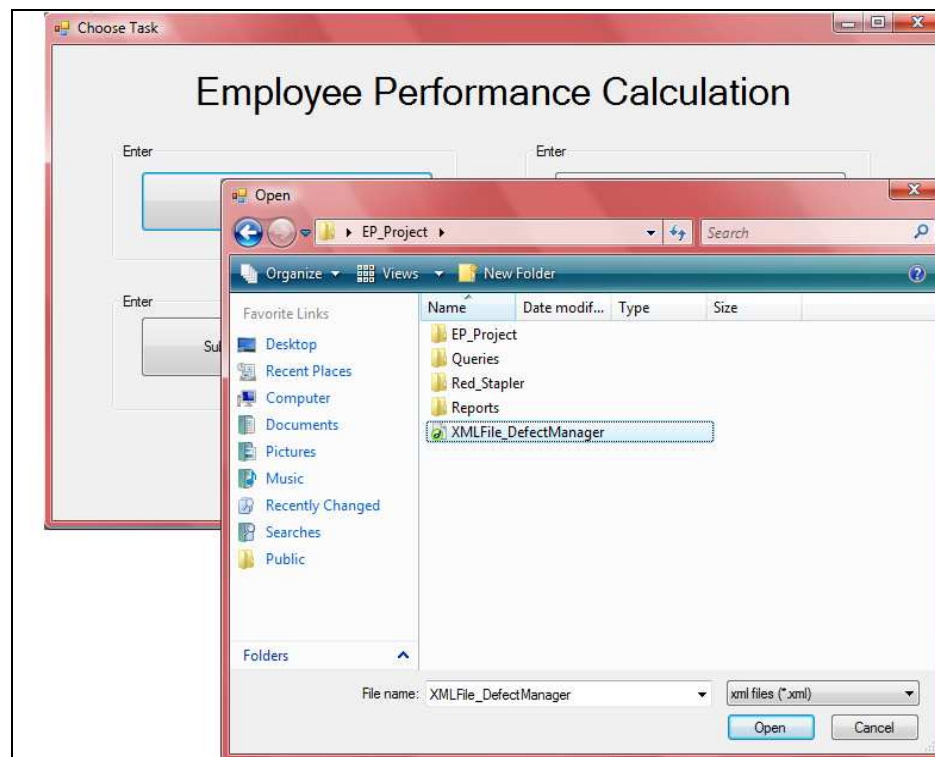 Choose Task
Employee Performance Calculation
Enter
Enter
Open
EP_Project
Search
Organize Views New Folder
Favorite Links
Desktop
Recent Places
Computer
Documents
Pictures
Music
Recently Changed
Searches
Public
Folders
Name Date modif... Type Size
EP_Project
Queries
Red_Stapler
Reports
XMLFile_DefectManager
Enter
Sul
File name: XMLFile_DefectManager xml files (*.xml)
Open Cancel